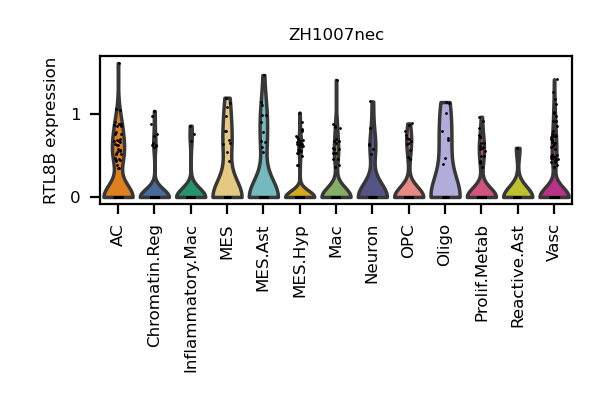 ZH1007nec
RTL8B expression
1
0
AC
Chromatin.Reg
Inflammatory.Mac
MES
MES.Ast
MES.Hyp
Mac
Neuron
OPC
Oligo
Prolif.Metab
Reactive.Ast
Vasc